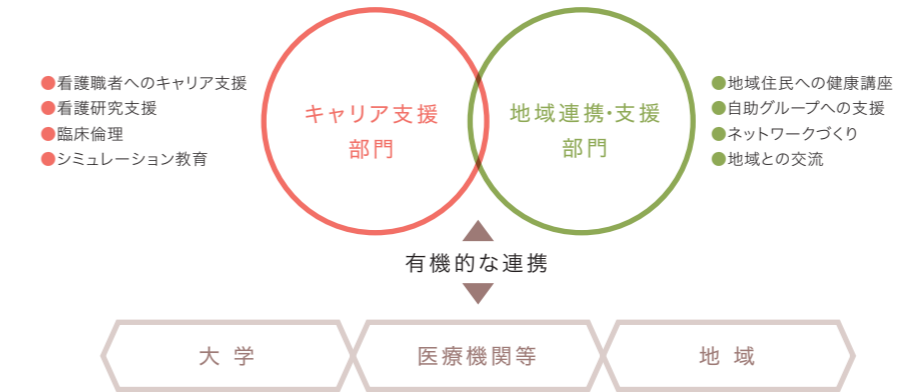 ●看護職者へのキャリア支援
●看護研究支援
●臨床倫理
●シミュレーション教育
キャリア支援
部門
地域連携・支援
部門
●地域住民への健康講座
●自助グループへの支援
●ネットワークづくり
●地域との交流
有機的な連携
大 学
医療機関等
地 域